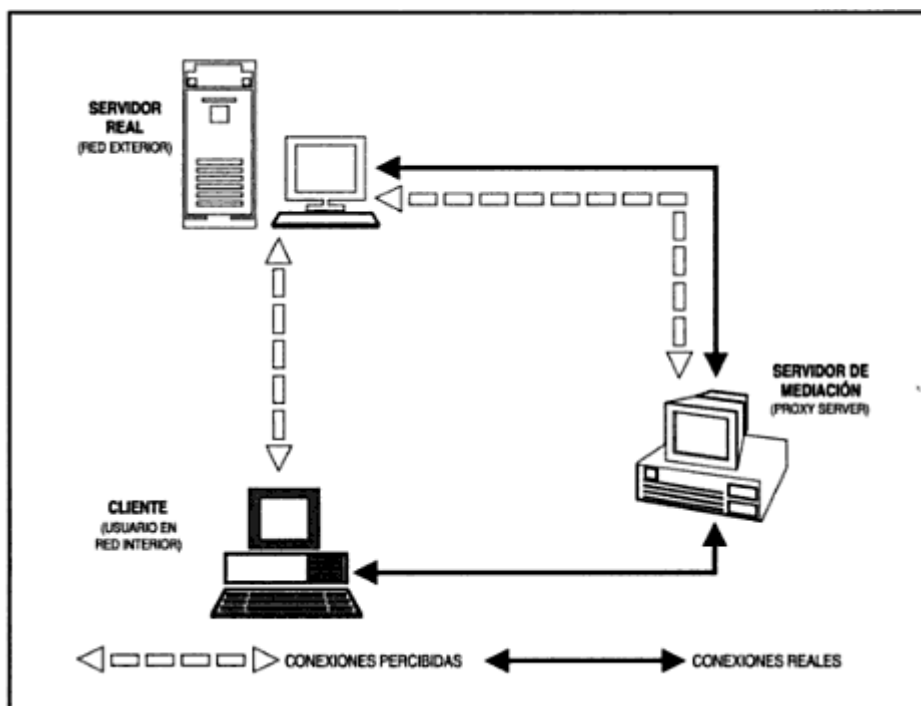 SERVIDOR
REAL
(RED EXTERIOR)
SERVIDOR DE
MEDIACIÓN
(PROXY SERVER)
CLIENTE
(USUARIO EN
RED INTERIOR)
CONEXIONES PERCIBIDAS
CONEXIONES REALES